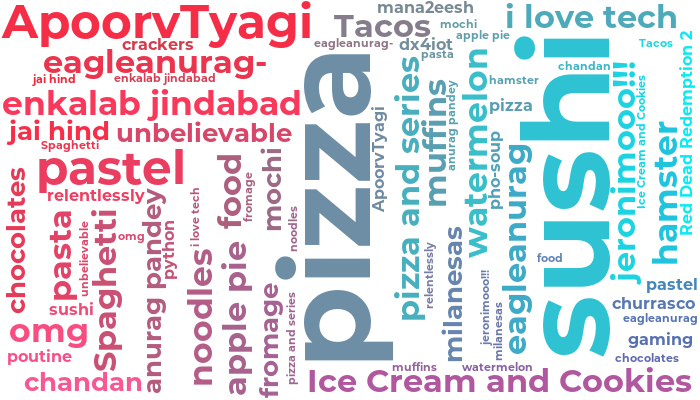 ApoorvTyagi
crackers
eagleanurag-
jai hind
enkalab jindabad
enkalab jindabad
jai hind
unbelievable
Spaghetti
pastel
relentlessly
chocolates
pasta
unbelievable
Spaghetti
omg
anurag pandey
python
i love tech
noodles
food
fromage
mochi
noodles
apple pie
fromage
pizza and series
sushi
omg
poutine
chandan
pizza
mana2eesh
Tacos
mochi
apple pie
eagleanurag-
dx4iot
pasta
ApoorvTyagi
pizza and series
muffins
anurag pandey
watermelon
hamster
pizza
pho-soup
relentlessly
milanesas
jeronimooo!!!
milanesas
eagleanurag
muffins
watermelon
Ice Cream and Cookies
i love tech
Tacos
chandan
sushi
food
jeronimooo!!!
Ice Cream and Cookies
hamster
Red Dead Redemption 2
pastel
churrasco
eagleanurag
gaming
chocolates